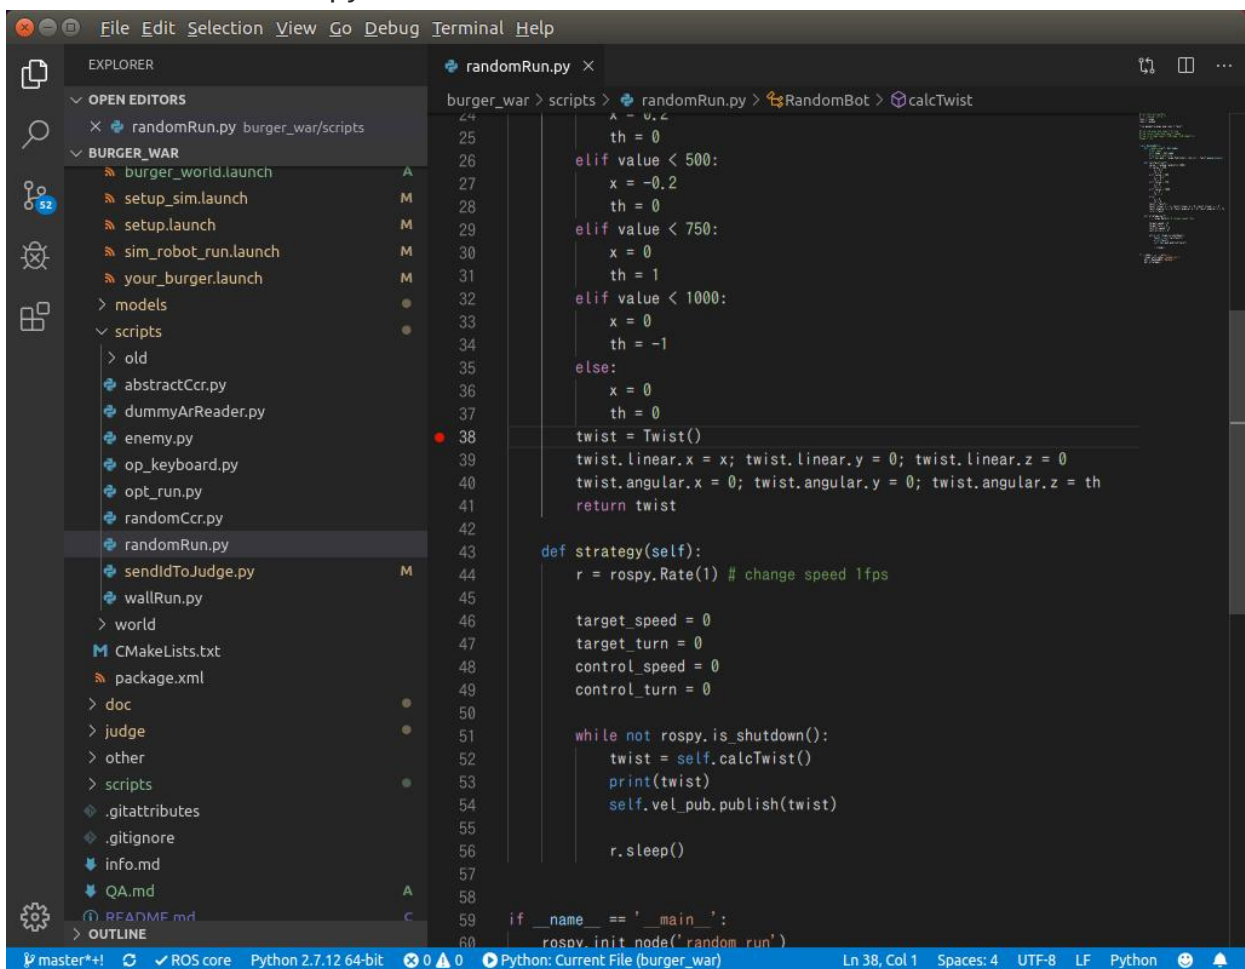 py
File Edit Selection View Go Debug Terminal Help
EXPLORER
OPEN EDITORS
randomRun.py burger_war/scripts
BURGER_WAR
burger_world.launch A
setup_sim.launch M
setup.launch M
sim_robot_run.launch M
your_burger.launch M
models
scripts
old
abstractCcr.py
dummyArReader.py
enemy.py
op_keyboard.py
opt_run.py
randomCcr.py
randomRun.py
sendIdToJudge.py M
wallRun.py
world
CMakeLists.txt
package.xml
doc
judge
other
scripts
.gitattributes
.gitignore
info.md
QA.md A
README.md C
OUTLINE
52
randomRun.py
burger_war > scripts > randomRun.py > RandomBot > calcTwist
24 x = 0.2
25 th = 0
26 elif value < 500:
27 x = -0.2
28 th = 0
29 elif value < 750:
30 x = 0
31 th = 1
32 elif value < 1000:
33 x = 0
34 th = -1
35 else:
36 x = 0
37 th = 0
38 twist = Twist()
39 twist.linear.x = x; twist.linear.y = 0; twist.linear.z = 0
40 twist.angular.x = 0; twist.angular.y = 0; twist.angular.z = th
41 return twist
42
43 def strategy(self):
44 r = rospy.Rate(1) # change speed 1fps
45
46 target_speed = 0
47 target_turn = 0
48 control_speed = 0
49 control_turn = 0
50
51 while not rospy.is_shutdown():
52 twist = self.calcTwist()
53 print(twist)
54 self.vel_pub.publish(twist)
55
56 r.sleep()
57
58
59 if __name__ == '__main__':
60 rospy.init_node('random_run')
master*+! ROS core Python 2.7.12 64-bit 0 0 Python: Current File (burger_war) Ln 38, Col 1 Spaces: 4 UTF-8 LF Python